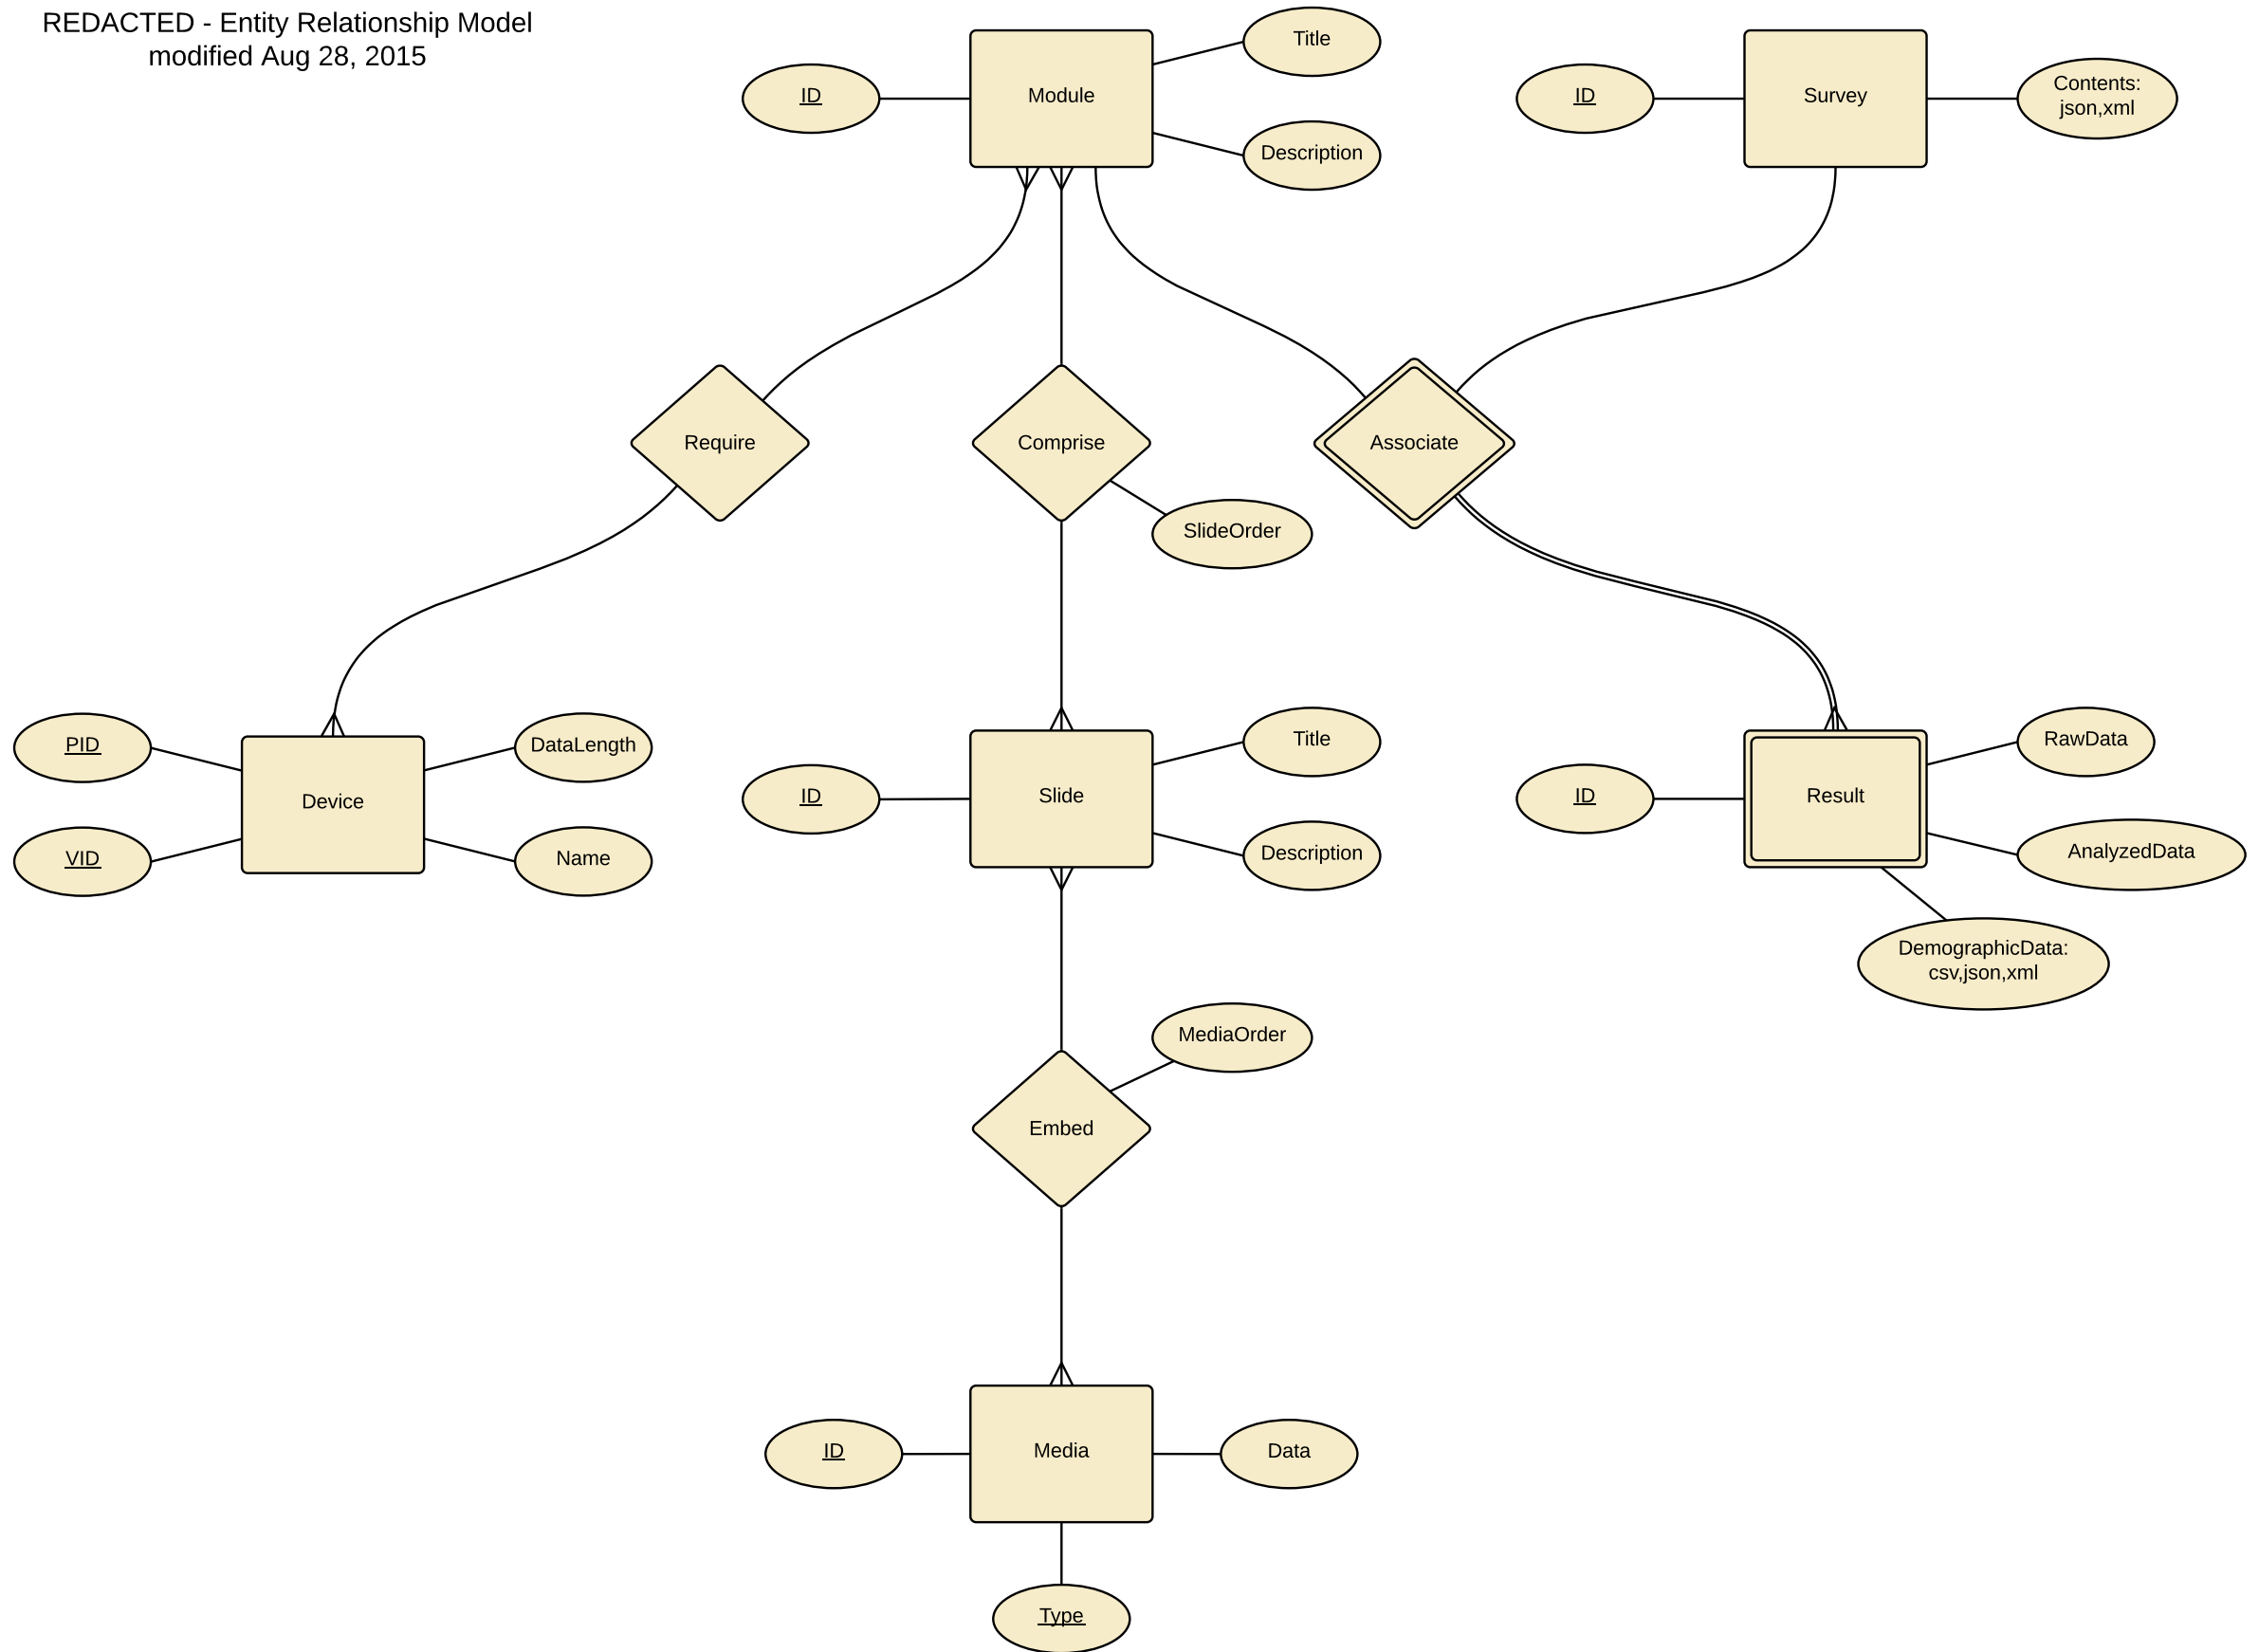 REDACTED - Entity Relationship Model
modified Aug 28, 2015
Title
ID
Module
Description
ID
Survey
Contents:
json,xml
Require
Comprise
Associate
SlideOrder
PID
VID
Device
DataLength
Name
ID
Slide
Title
Description
ID
Result
RawData
AnalyzedData
DemographicData:
csv,json,xml
MediaOrder
Embed
ID
Media
Data
Type